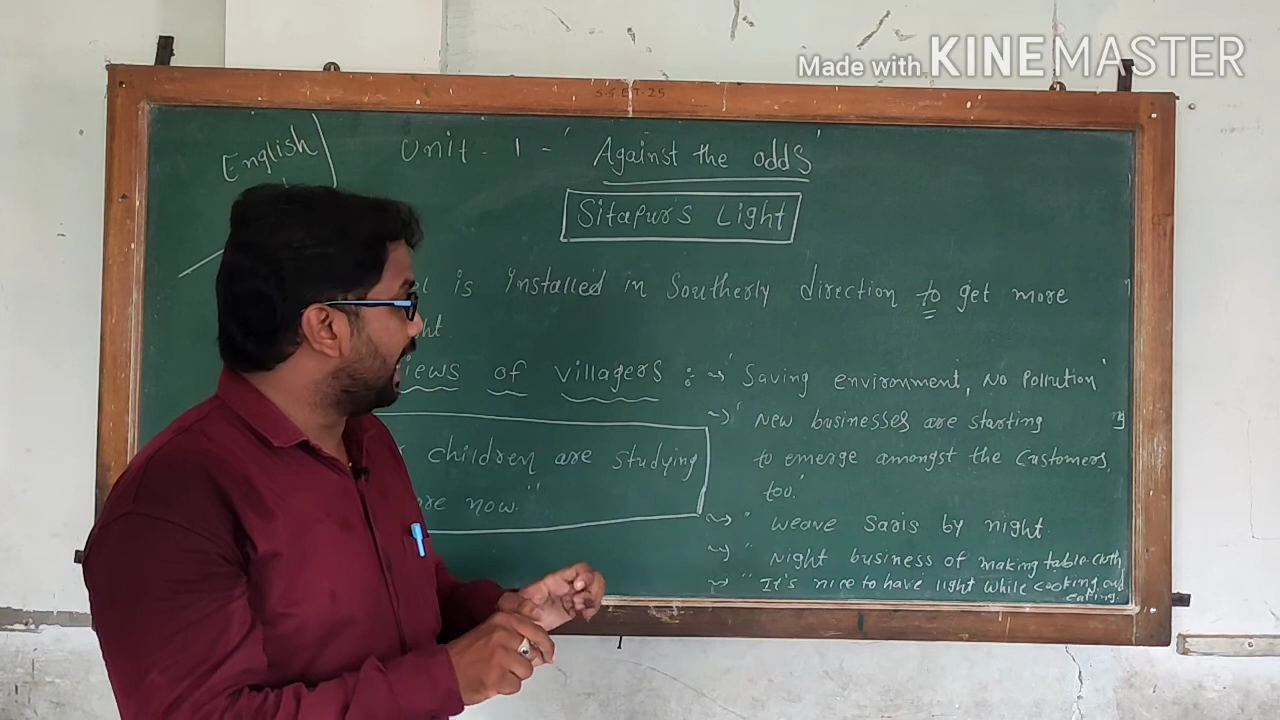 Made with KINEMASTER
S.S.E.T-25
English
Unit - 1 - 'Against the odds'
Sitapur's Light
is installed in Southerly direction to get more
views of villagers :
→ 'Saving environment, No Pollution'
→ 'New businesses are starting
to emerge amongst the customers,
too.'
children are studying
now."
→ " weave saris by night.
→ " Night business of making table-cloth
→ " It's nice to have light while cooking and
eating.